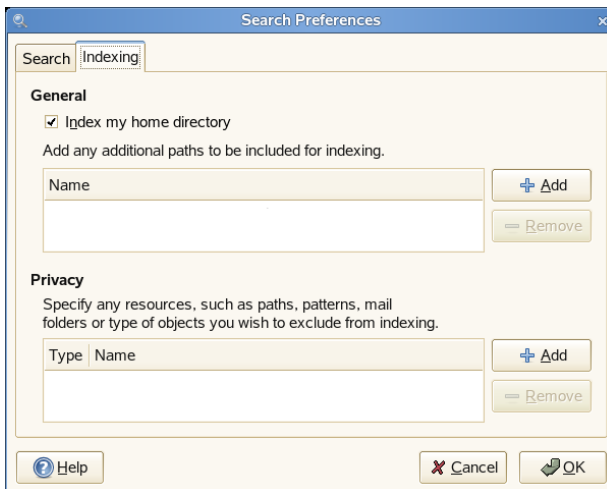 Search Preferences
Search Indexing
General
Index my home directory
Add any additional paths to be included for indexing.
Name
Add
Remove
Privacy
Specify any resources, such as paths, patterns, mail
folders or type of objects you wish to exclude from indexing.
Type Name
Add
Remove
Help Cancel OK